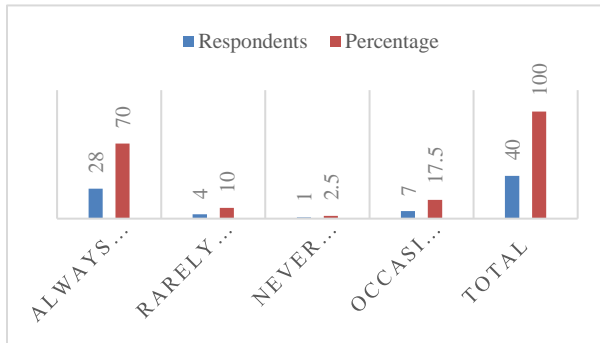 Respondents Percentage
28 70 4 10 1 2.5 7 17.5 40 100
ALWAYS... RARELY... NEVER... OCCASI... TOTAL